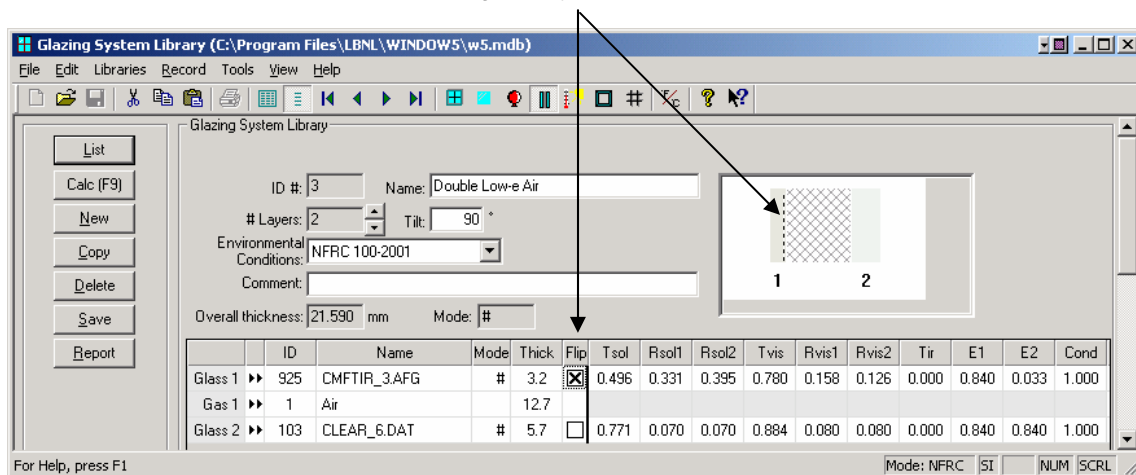 Glazing System Library (C:\Program Files\LBNL\WINDOW5\w5.mdb)
File Edit Libraries Record Tools View Help
Glazing System Library
List
Calc (F9) ID #: 3 Name: Double Low-e Air
New # Layers: 2 Tilt: 90 °
Copy Environmental Conditions: NFRC 100-2001
1 2
Delete Comment:
Save Overall thickness: 21.590 mm Mode: #
Report ID Name Mode Thick Flip Tsol Rsol1 Rsol2 Tvis Rvis1 Rvis2 Tir E1 E2 Cond
Glass 1 ▸▸ 925 CMFTIR_3.AFG # 3.2 0.496 0.331 0.395 0.780 0.158 0.126 0.000 0.840 0.033 1.000
Gas 1 ▸▸ 1 Air 12.7
Glass 2 ▸▸ 103 CLEAR_6.DAT # 5.7 0.771 0.070 0.070 0.884 0.080 0.080 0.000 0.840 0.840 1.000
For Help, press F1 Mode: NFRC SI NUM SCRL